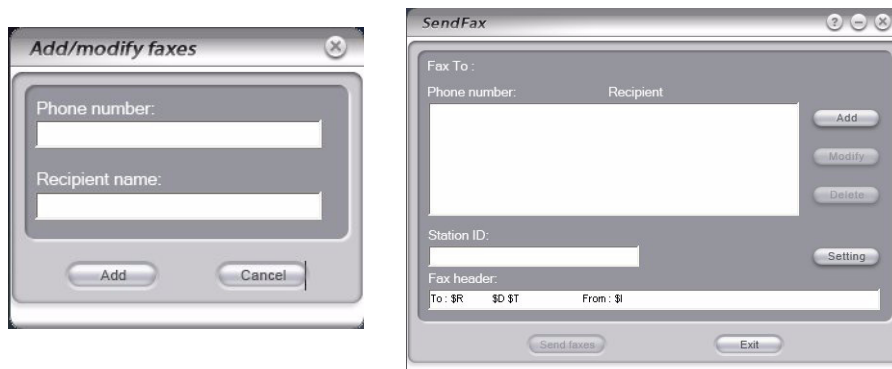 Add/modify faxes
Phone number:
Recipient name:
Add Cancel
SendFax
Fax To :
Phone number: Recipient
Add
Modify
Delete
Station ID:
Setting
Fax header:
To : $R $D $T From : $I
Send faxes Exit